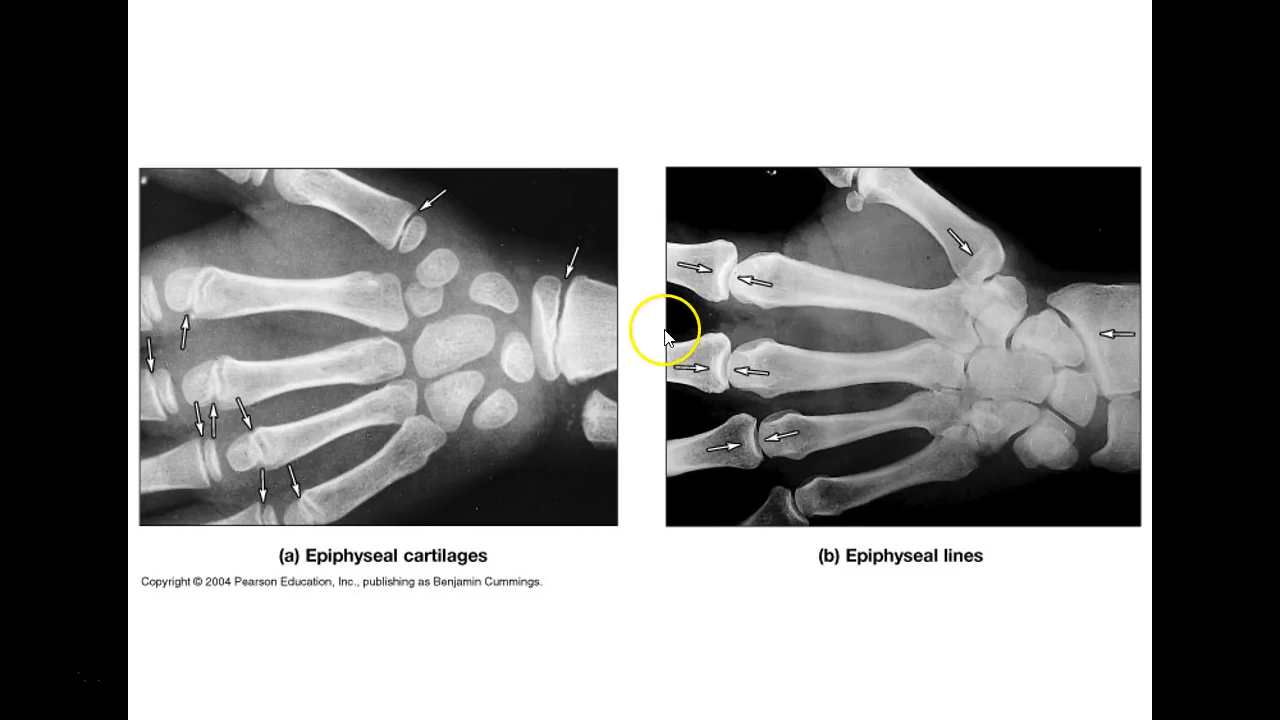 (a) Epiphyseal cartilages
(b) Epiphyseal lines
Copyright © 2004 Pearson Education, Inc., publishing as Benjamin Cummings.